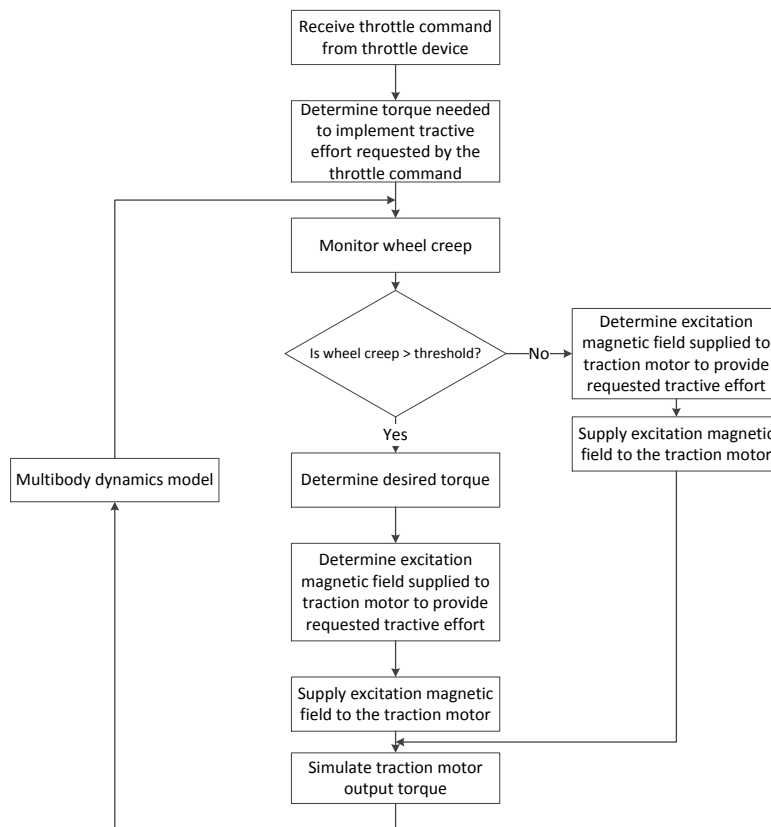 Receive throttle command
from throttle device
Determine torque needed
to implement tractive
effort requested by the
throttle command
Monitor wheel creep
Is wheel creep > threshold?
No
Determine excitation
magnetic field supplied to
traction motor to provide
requested tractive effort
Supply excitation magnetic
field to the traction motor
Yes
Multibody dynamics model
Determine desired torque
Determine excitation
magnetic field supplied to
traction motor to provide
requested tractive effort
Supply excitation magnetic
field to the traction motor
Simulate traction motor
output torque